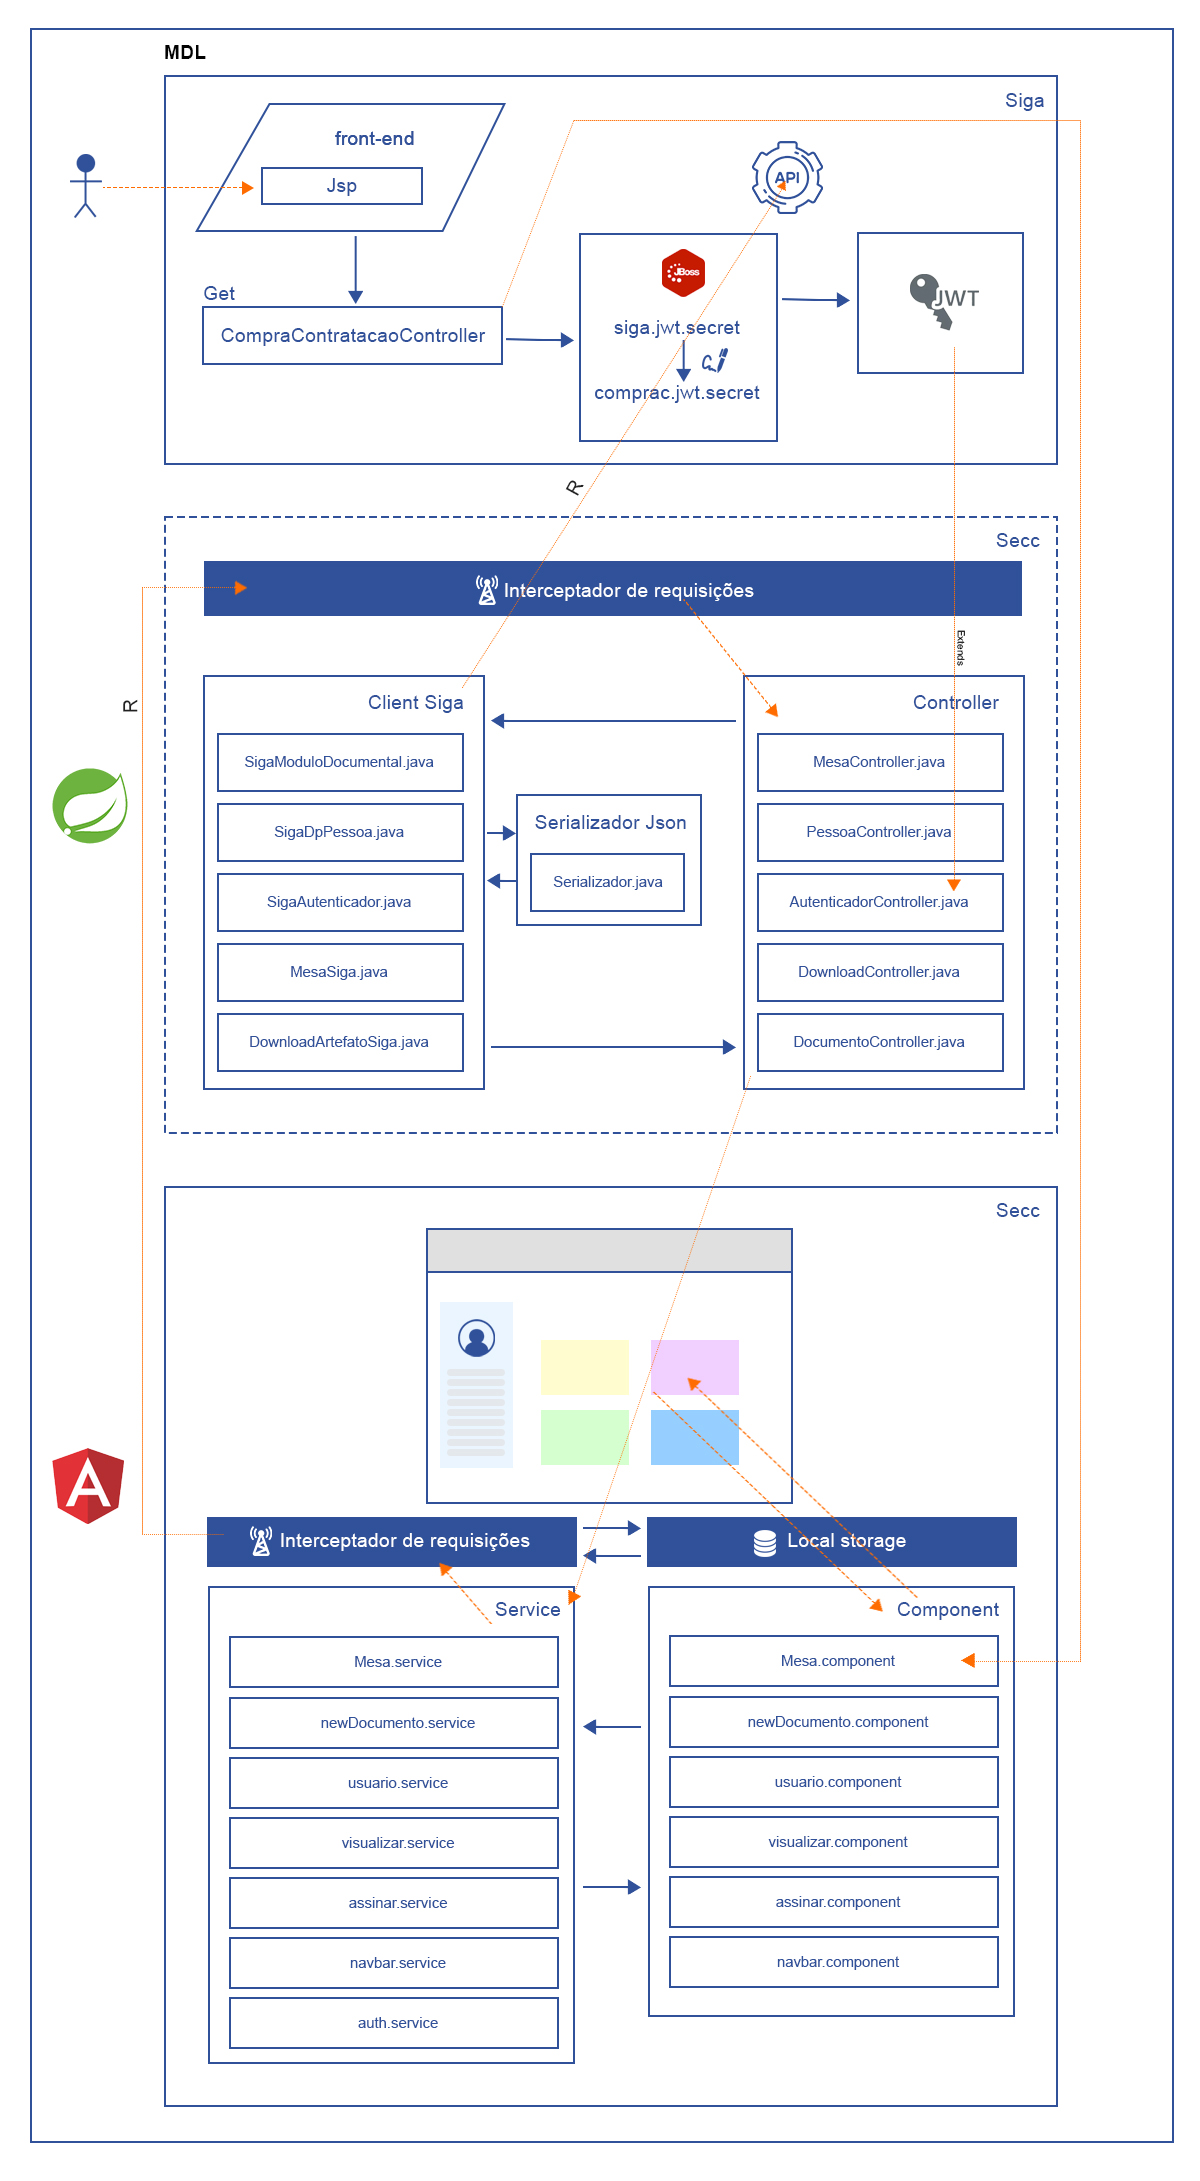 MDL
Siga
front-end
Jsp
API
Get
CompraContratacaoController
JBoss
siga.jwt.secret
comprac.jwt.secret
JWT
R
Secc
Interceptador de requisições
Extends
R
Client Siga
SigaModuloDocumental.java
SigaDpPessoa.java
SigaAutenticador.java
MesaSiga.java
DownloadArtefatoSiga.java
Serializador Json
Serializador.java
Controller
MesaController.java
PessoaController.java
AutenticadorController.java
DownloadController.java
DocumentoController.java
Secc
A
Interceptador de requisições
Local storage
Service
Mesa.service
newDocumento.service
usuario.service
visualizar.service
assinar.service
navbar.service
auth.service
Component
Mesa.component
newDocumento.component
usuario.component
visualizar.component
assinar.component
navbar.component